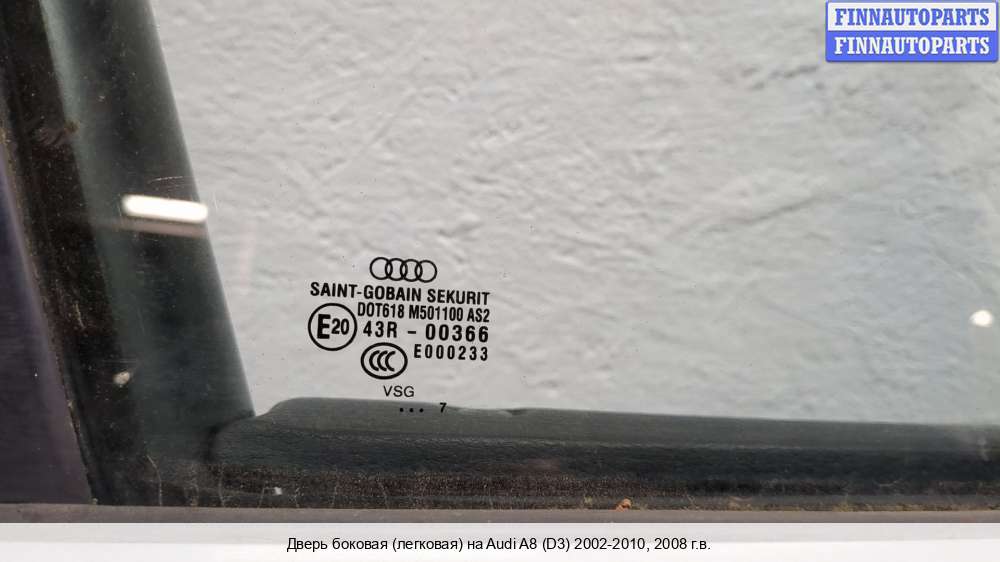 FINNAUTOPARTS
FINNAUTOPARTS
SAINT-GOBAIN SEKURIT
DOT618 M501100 AS2
E20 43R - 00366
CCC E000233
VSG
... 7
Дверь боковая (легковая) на Audi A8 (D3) 2002-2010, 2008 г.в.